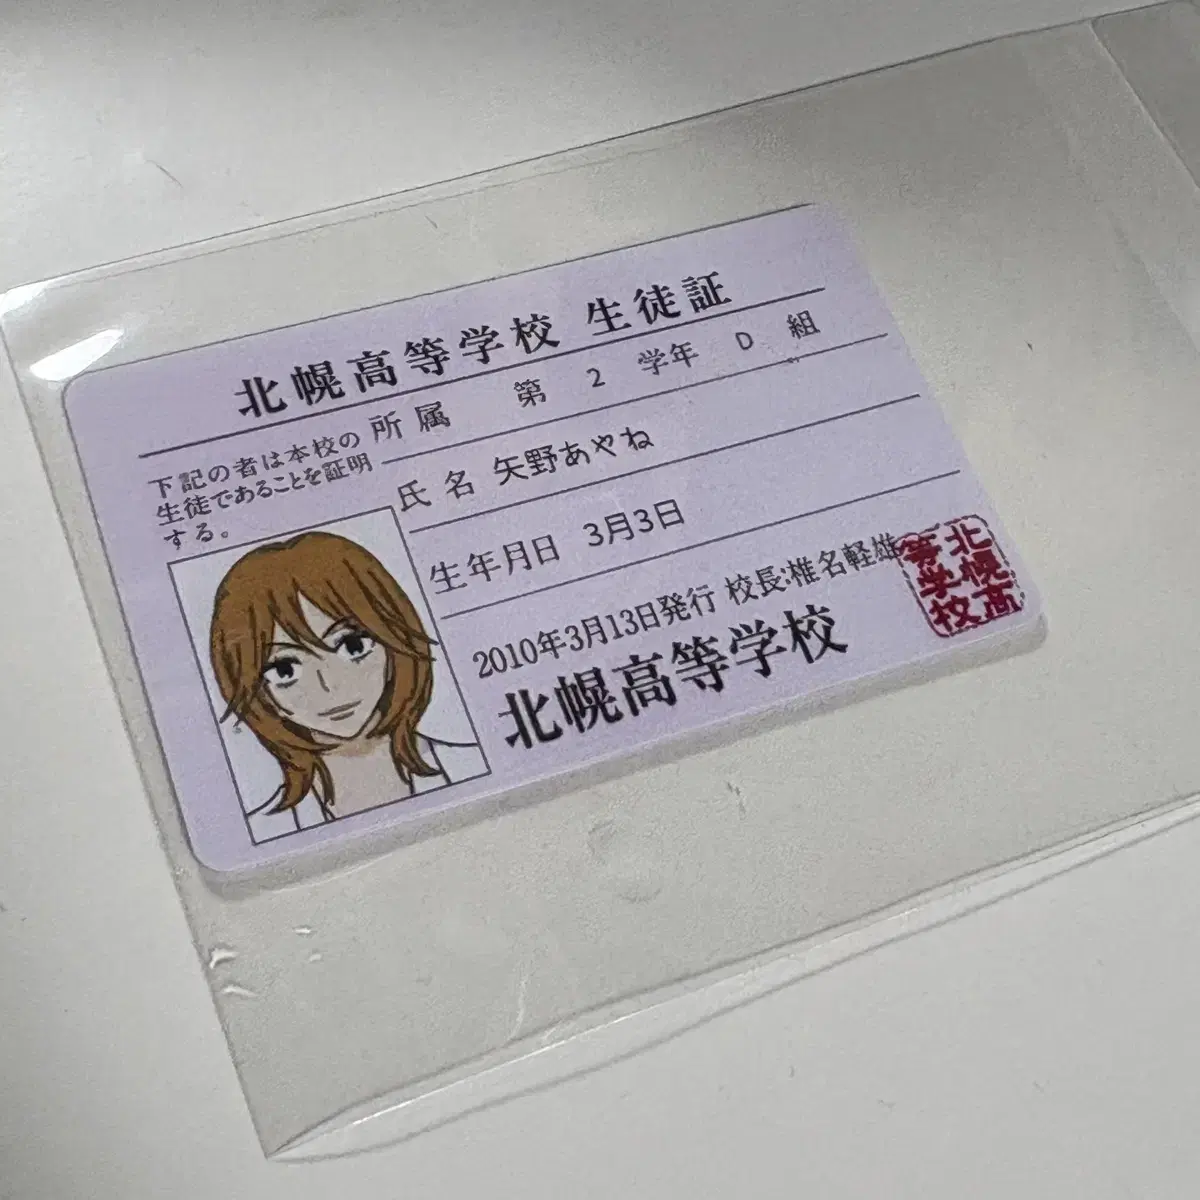 北幌高等学校 生徒証
所属 第 2 学年 D 組
下記の者は本校の
生徒であることを証明
する。
氏名 矢野あやね
生年月日 3月3日
2010年3月13日発行 校長:椎名軽雄
北幌高等学校
北幌高
等学校